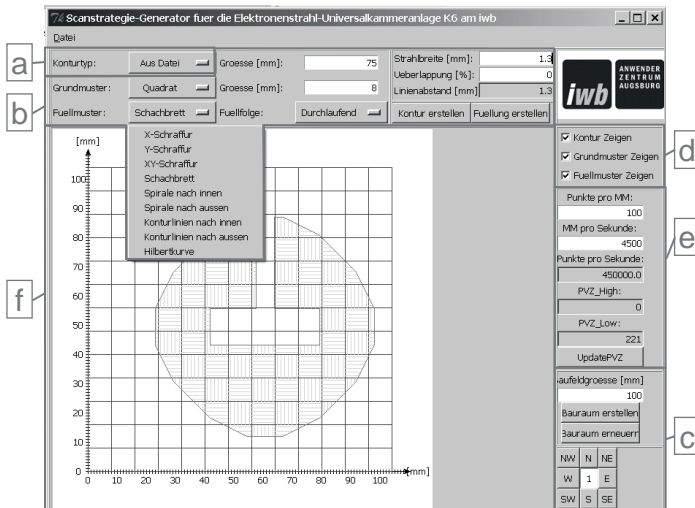 Scanstrategie-Generator fuer die Elektronenstrahl-Universalkammeranlage K6 am iwb
Datei
a
Konturtyp: Aus Datei Groesse [mm]: 75 Strahlbreite [mm]: 1.3
Ueberlappung [%]: 0
Grundmuster: Quadrat Groesse [mm]: 8 Linienabstand [mm] 1.3
b
Fuellmuster: Schachbrett Fuellfolge: Durchlaufend Kontur erstellen Fuellung erstellen
iwb
ANWENDER
ZENTRUM
AUGSBURG
X-Schraffur
Y-Schraffur
XY-Schraffur
Schachbrett
Spirale nach innen
Spirale nach aussen
Konturlinien nach innen
Konturlinien nach aussen
Hilbertkurve
Kontur Zeigen
Grundmuster Zeigen
Fuellmuster Zeigen
d
Punkte pro MM:
100
MM pro Sekunde:
4500
Punkte pro Sekunde:
450000.0
PVZ_High:
0
PVZ_Low:
221
UpdatePVZ
e
aufeldgroesse [mm]
100
Bauraum erstellen
Bauraum erneuern
c
NW N NE
W 1 E
SW S SE
f
[mm]
100
90
80
70
60
50
40
30
20
10
0
0 10 20 30 40 50 60 70 80 90 100
[mm]